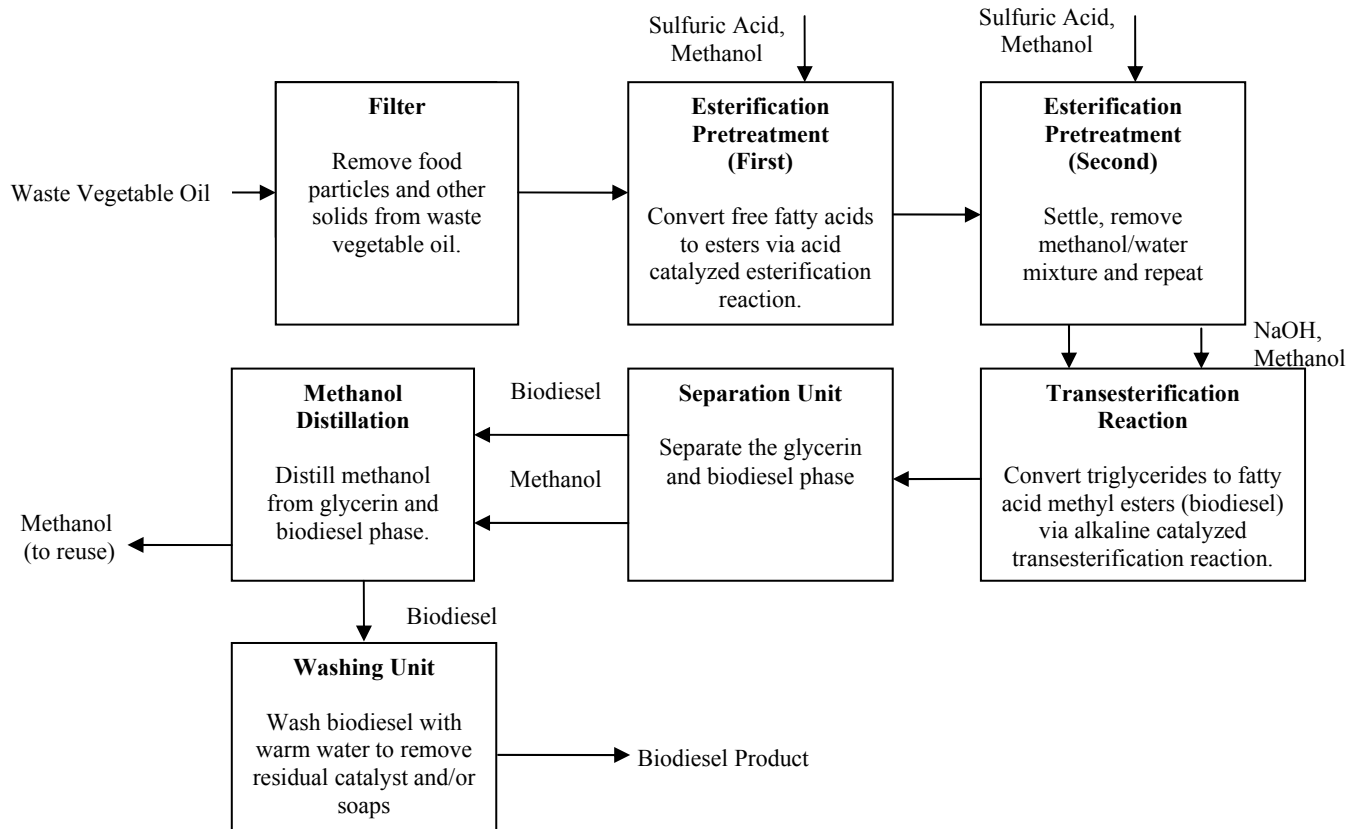 Sulfuric Acid,
Methanol
Sulfuric Acid,
Methanol
Waste Vegetable Oil
Filter
Remove food
particles and other
solids from waste
vegetable oil.
Esterification
Pretreatment
(First)
Convert free fatty acids
to esters via acid
catalyzed esterification
reaction.
Esterification
Pretreatment
(Second)
Settle, remove
methanol/water
mixture and repeat
NaOH,
Methanol
Transesterification
Reaction
Convert triglycerides to fatty
acid methyl esters (biodiesel)
via alkaline catalyzed
transesterification reaction.
Separation Unit
Separate the glycerin
and biodiesel phase
Biodiesel
Methanol
Methanol
Distillation
Distill methanol
from glycerin and
biodiesel phase.
Methanol
(to reuse)
Biodiesel
Washing Unit
Wash biodiesel with
warm water to remove
residual catalyst and/or
soaps
Biodiesel Product